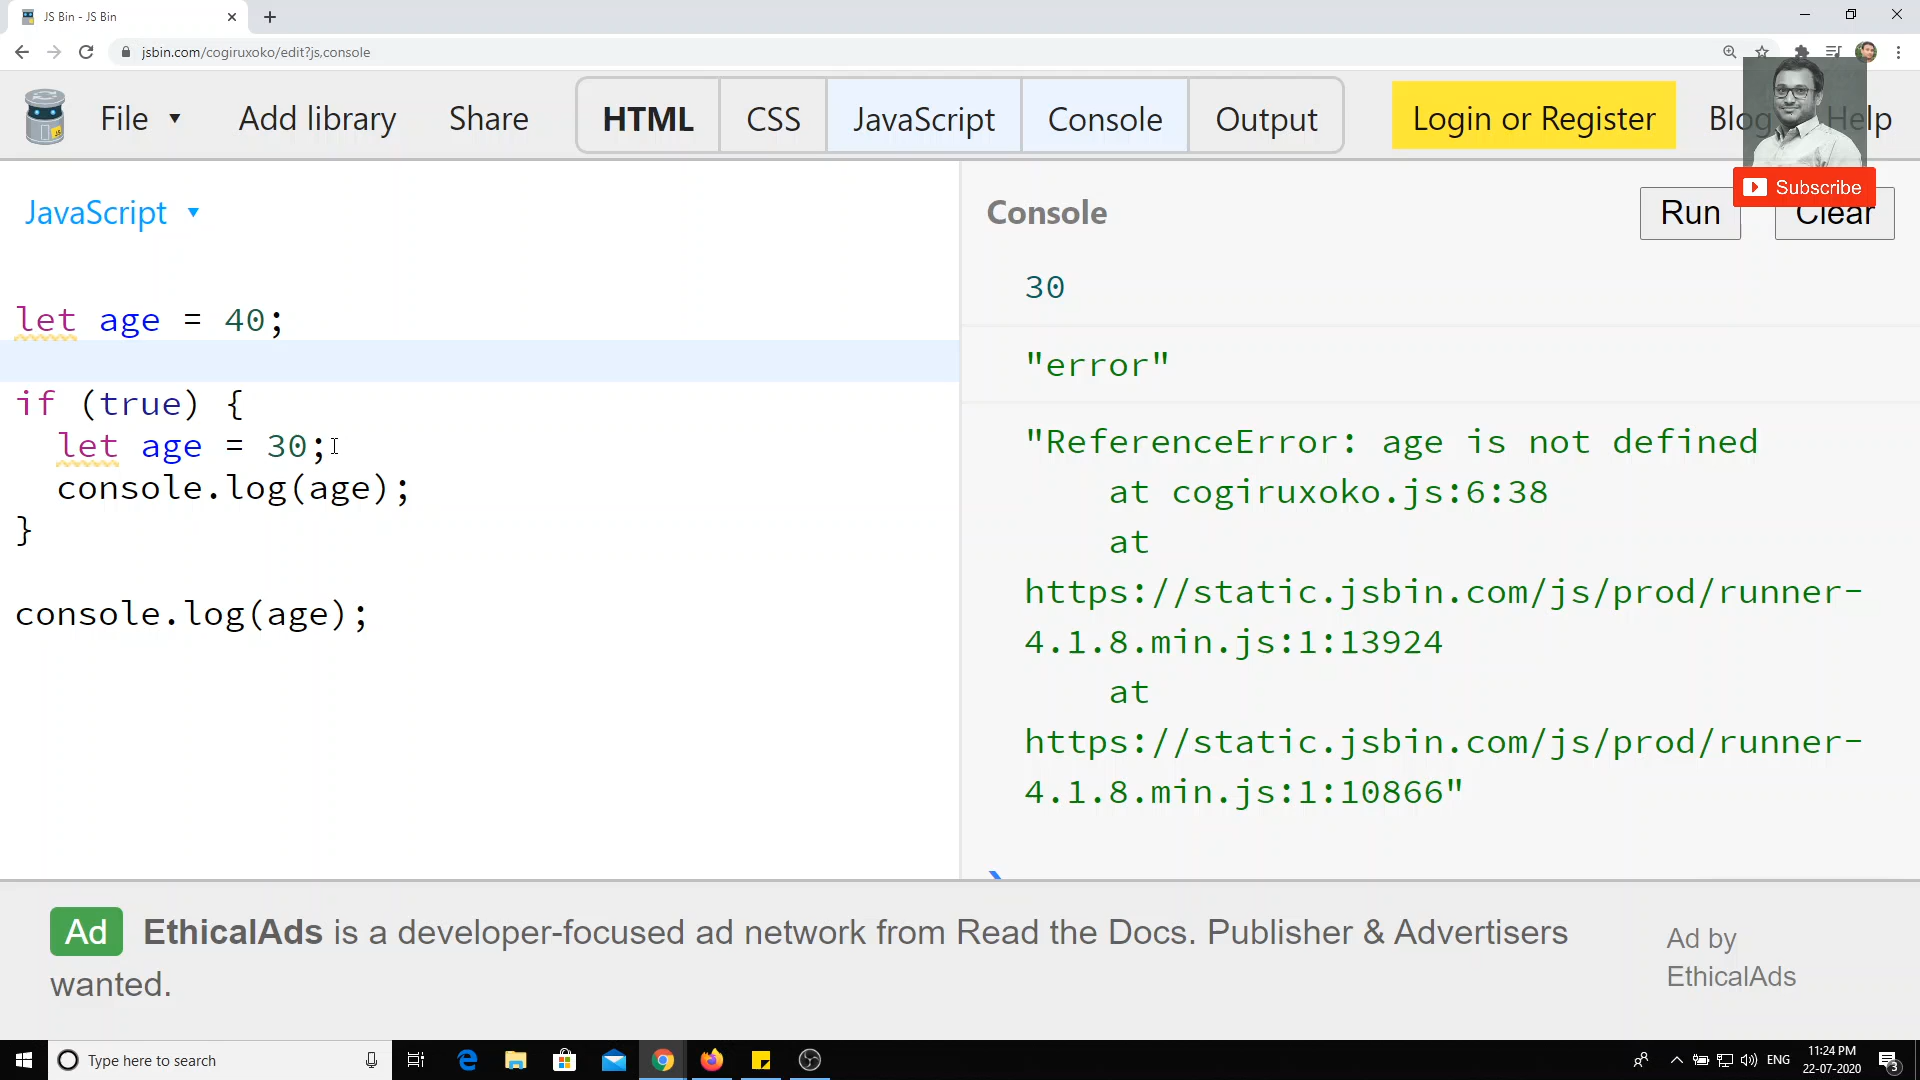 JS Bin - JS Bin
jsbin.com/cogiruxoko/edit?js,console
File Add library Share HTML CSS JavaScript Console Output Login or Register Blog Help
Subscribe
JavaScript
let age = 40;
if (true) {
let age = 30;
console.log(age);
}
console.log(age);
Console
Run Clear
30
"error"
"ReferenceError: age is not defined
at cogiruxoko.js:6:38
at
https://static.jsbin.com/js/prod/runner-
4.1.8.min.js:1:13924
at
https://static.jsbin.com/js/prod/runner-
4.1.8.min.js:1:10866"
Ad EthicalAds is a developer-focused ad network from Read the Docs. Publisher & Advertisers
wanted.
Ad by
EthicalAds
Type here to search
ENG
11:24 PM
22-07-2020
3